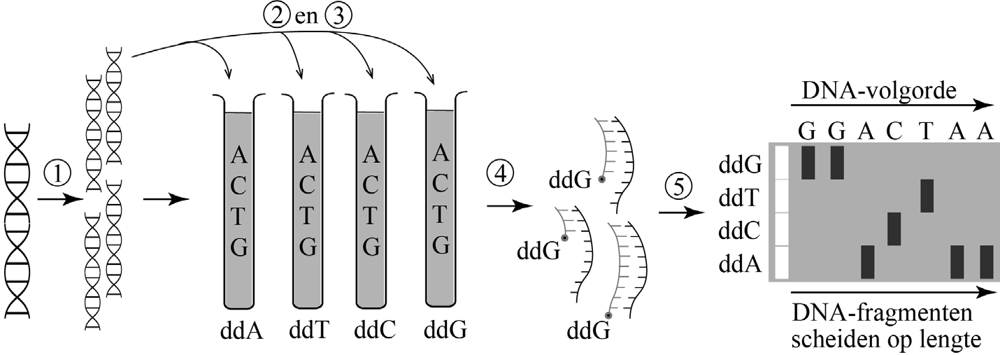 ② en ③
①
A
C
T
G
A
C
T
G
A
C
T
G
A
C
T
G
ddA ddT ddC ddG
④
ddG
ddG
ddG
⑤
DNA-volgorde
G G A C T A A
ddG
ddT
ddC
ddA
DNA-fragmenten
scheiden op lengte